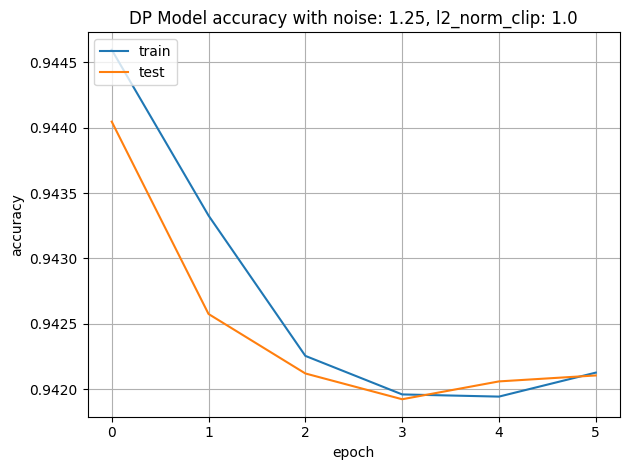 DP Model accuracy with noise: 1.25, l2_norm_clip: 1.0
train
test
0.9445
0.9440
0.9435
0.9430
0.9425
0.9420
accuracy
0 1 2 3 4 5
epoch